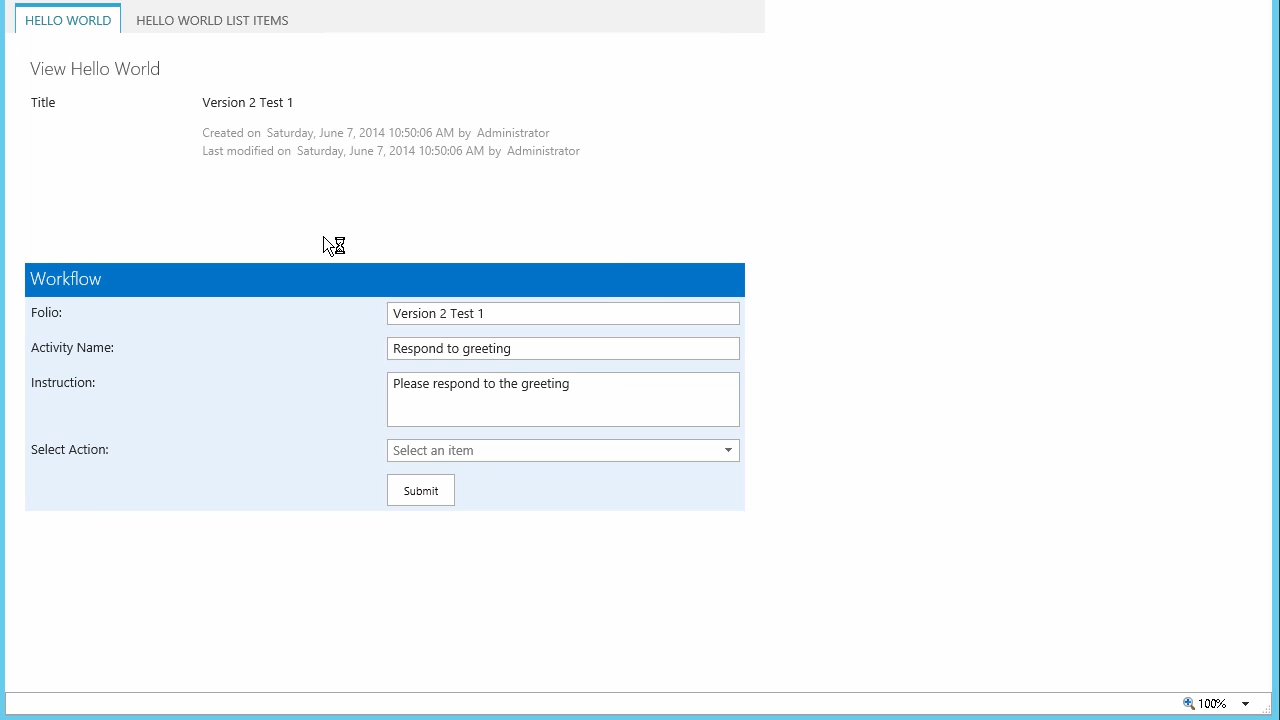 HELLO WORLD HELLO WORLD LIST ITEMS
View Hello World
Title Version 2 Test 1
Created on Saturday, June 7, 2014 10:50:06 AM by Administrator
Last modified on Saturday, June 7, 2014 10:50:06 AM by Administrator
Workflow
Folio: Version 2 Test 1
Activity Name: Respond to greeting
Instruction: Please respond to the greeting
Select Action: Select an item
Submit
100%